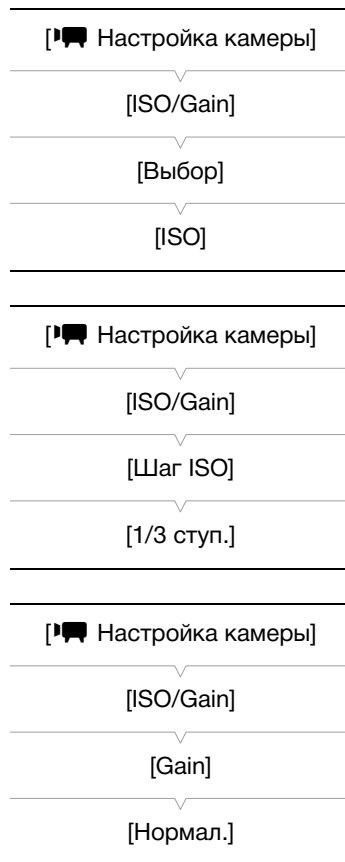 [ Настройка камеры]
[ISO/Gain]
[Выбор]
[ISO]
[ Настройка камеры]
[ISO/Gain]
[Шаг ISO]
[1/3 ступ.]
[ Настройка камеры]
[ISO/Gain]
[Gain]
[Нормал.]